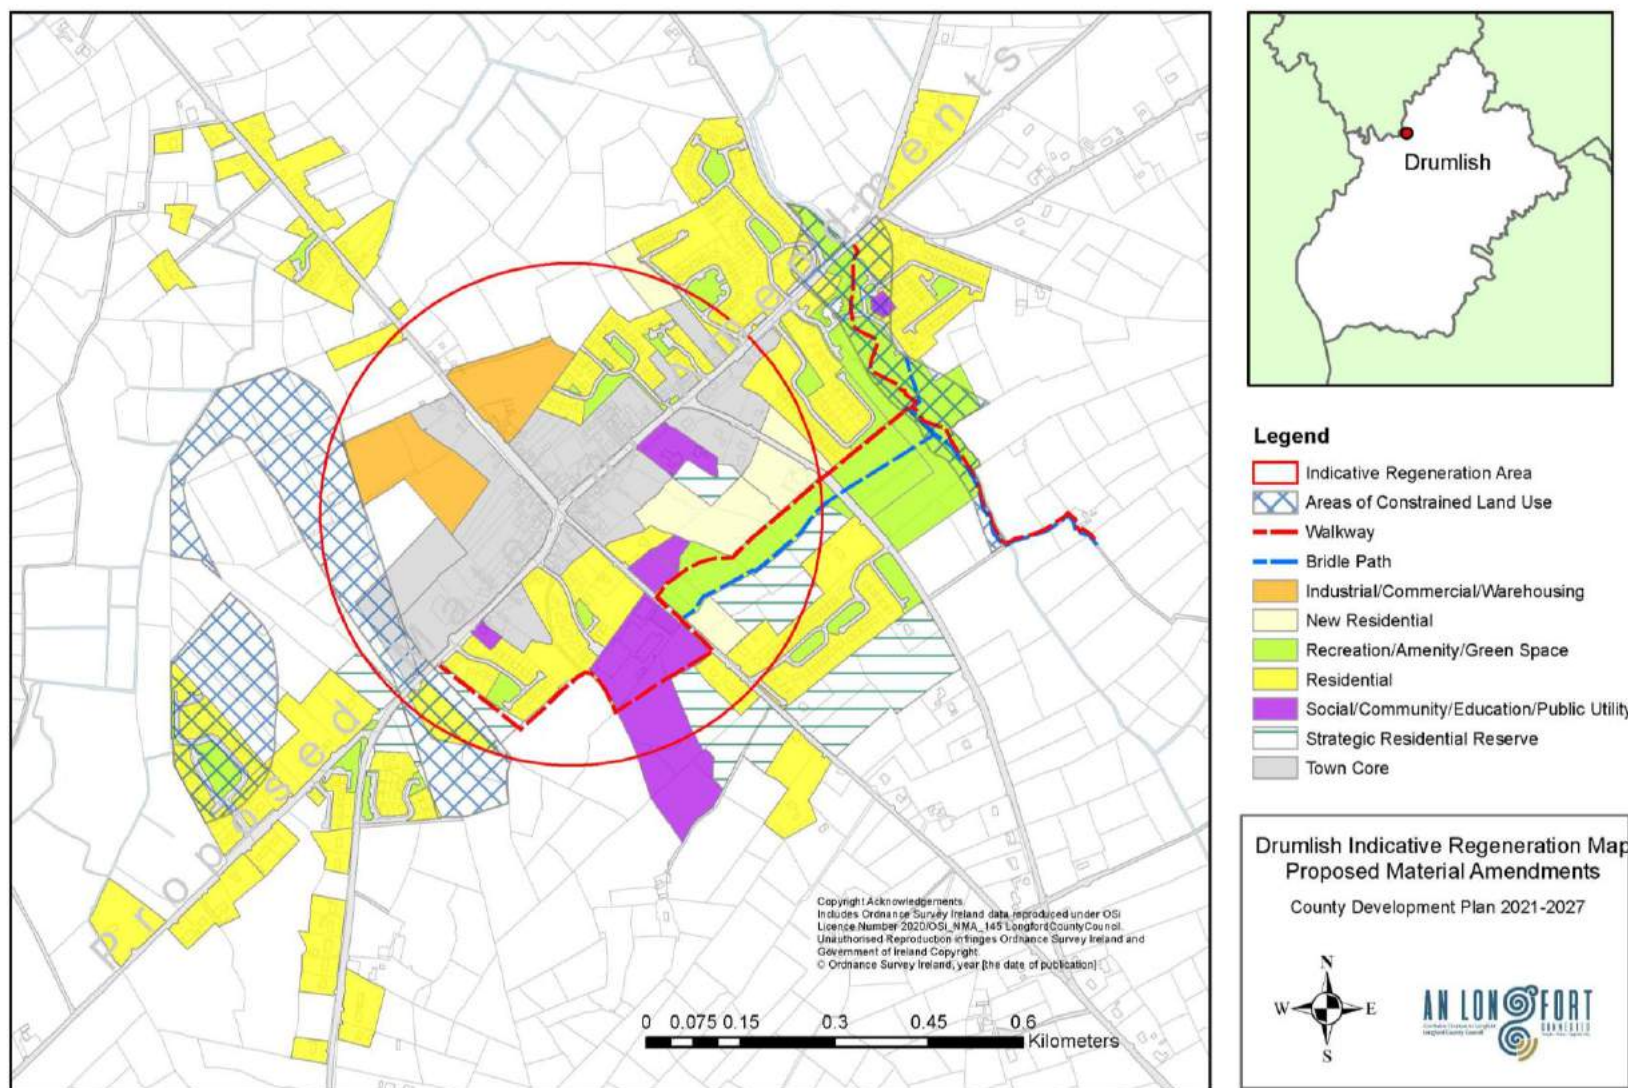 Proposed Material Amendments
Drumlish
Legend
Indicative Regeneration Area
Areas of Constrained Land Use
Walkway
Bridle Path
Industrial/Commercial/Warehousing
New Residential
Recreation/Amenity/Green Space
Residential
Social/Community/Education/Public Utility
Strategic Residential Reserve
Town Core
Copyright Acknowledgements
Includes Ordnance Survey Ireland data reproduced under OSi
Licence Number 2020/OSi_NMA_145 LongfordCountyCouncil.
Unauthorised Reproduction infringes Ordnance Survey Ireland and
Government of Ireland Copyright.
© Ordnance Survey Ireland, year [the date of publication]
0 0.075 0.15 0.3 0.45 0.6
Kilometers
Drumlish Indicative Regeneration Map
Proposed Material Amendments
County Development Plan 2021-2027
N
W E
S
AN LONGFORT
CONNECTED
Longford County Council